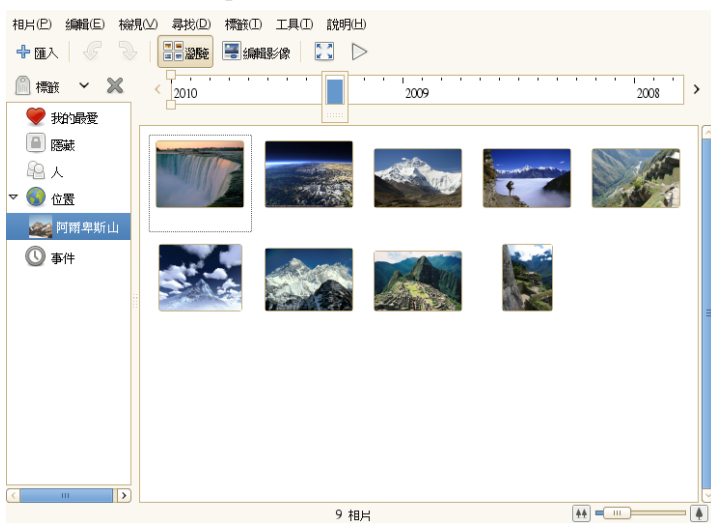 相片(P) 編輯(E) 檢視(V) 尋找(D) 標籤(T) 工具(T) 說明(H)
匯入 瀏覽 編輯影像
標籤 2010 2009 2008
我的最愛
隱藏
人
位置
阿爾卑斯山
事件
9 相片